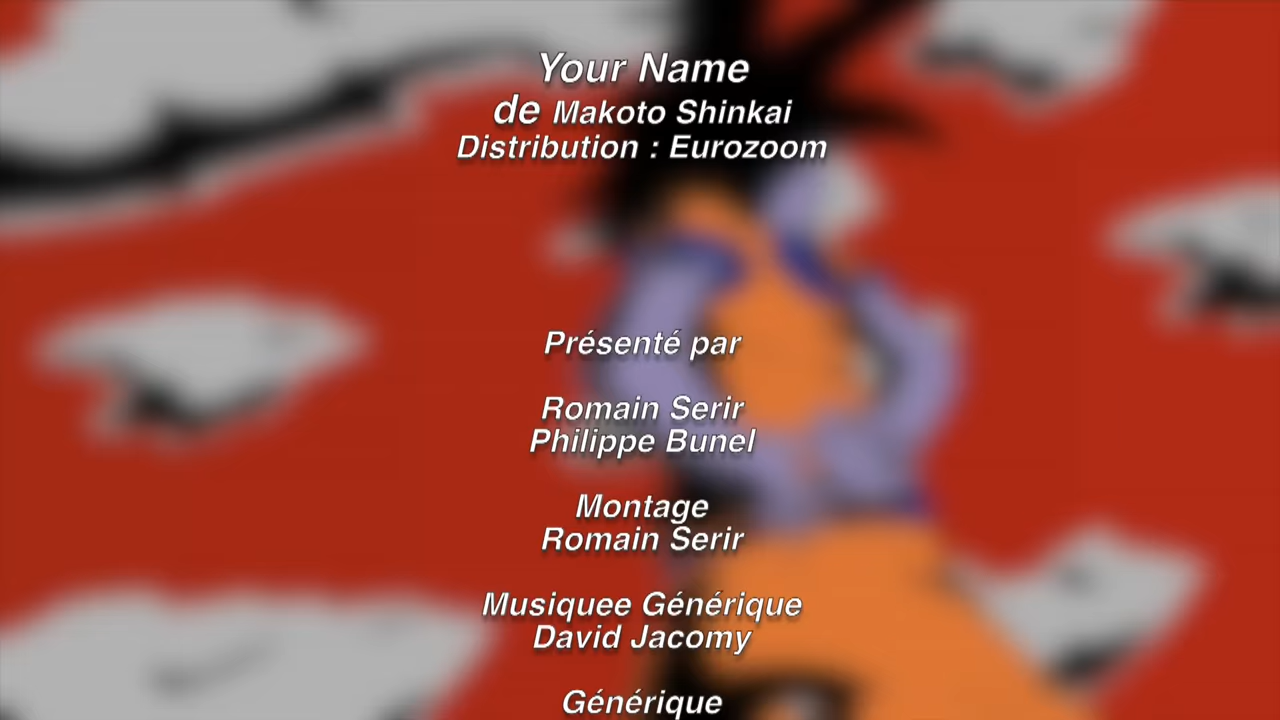 Your Name
de Makoto Shinkai
Distribution : Eurozoom
Présenté par
Romain Serir
Philippe Bunel
Montage
Romain Serir
Musiquee Générique
David Jacomy
Générique